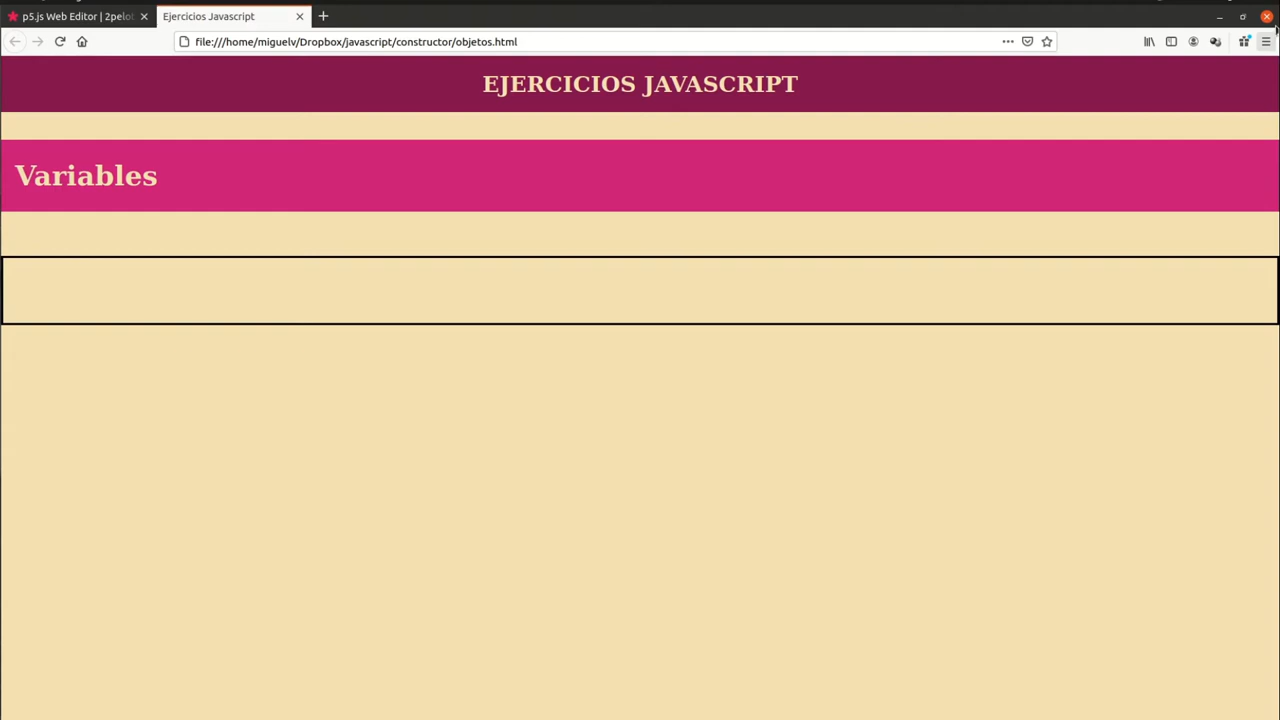 p5.js Web Editor | 2pelot
Ejercicios Javascript
file:///home/miguelv/Dropbox/javascript/constructor/objetos.html
EJERCICIOS JAVASCRIPT
Variables